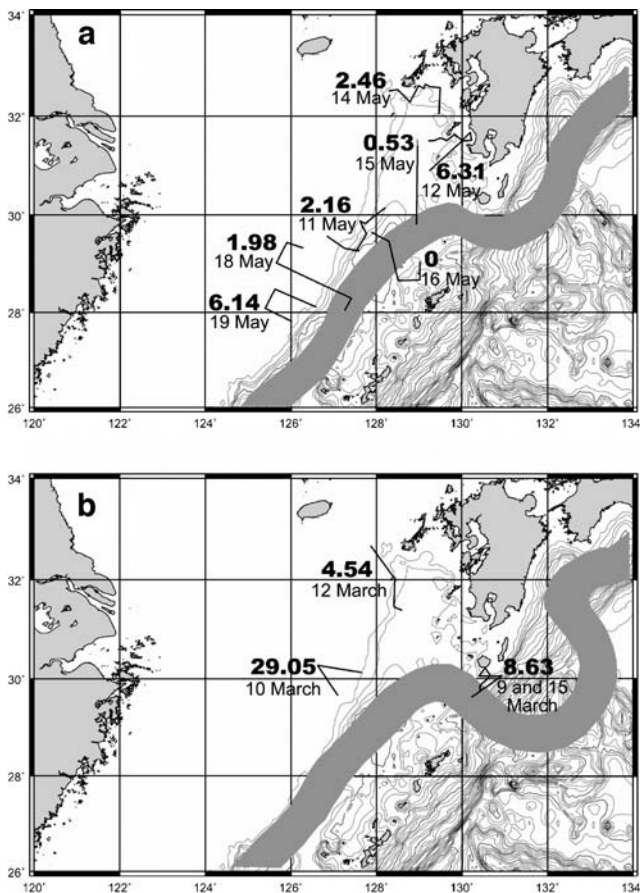 34˚
a
2.46
14 May
32˚
0.53
15 May
6.31
12 May
2.16
11 May
30˚
1.98
18 May
0
16 May
6.14
19 May
28˚
26˚
120˚ 122˚ 124˚ 126˚ 128˚ 130˚ 132˚ 134˚
34˚
b
4.54
12 March
32˚
29.05
10 March
8.63
9 and 15
March
30˚
28˚
26˚
120˚ 122˚ 124˚ 126˚ 128˚ 130˚ 132˚ 134˚